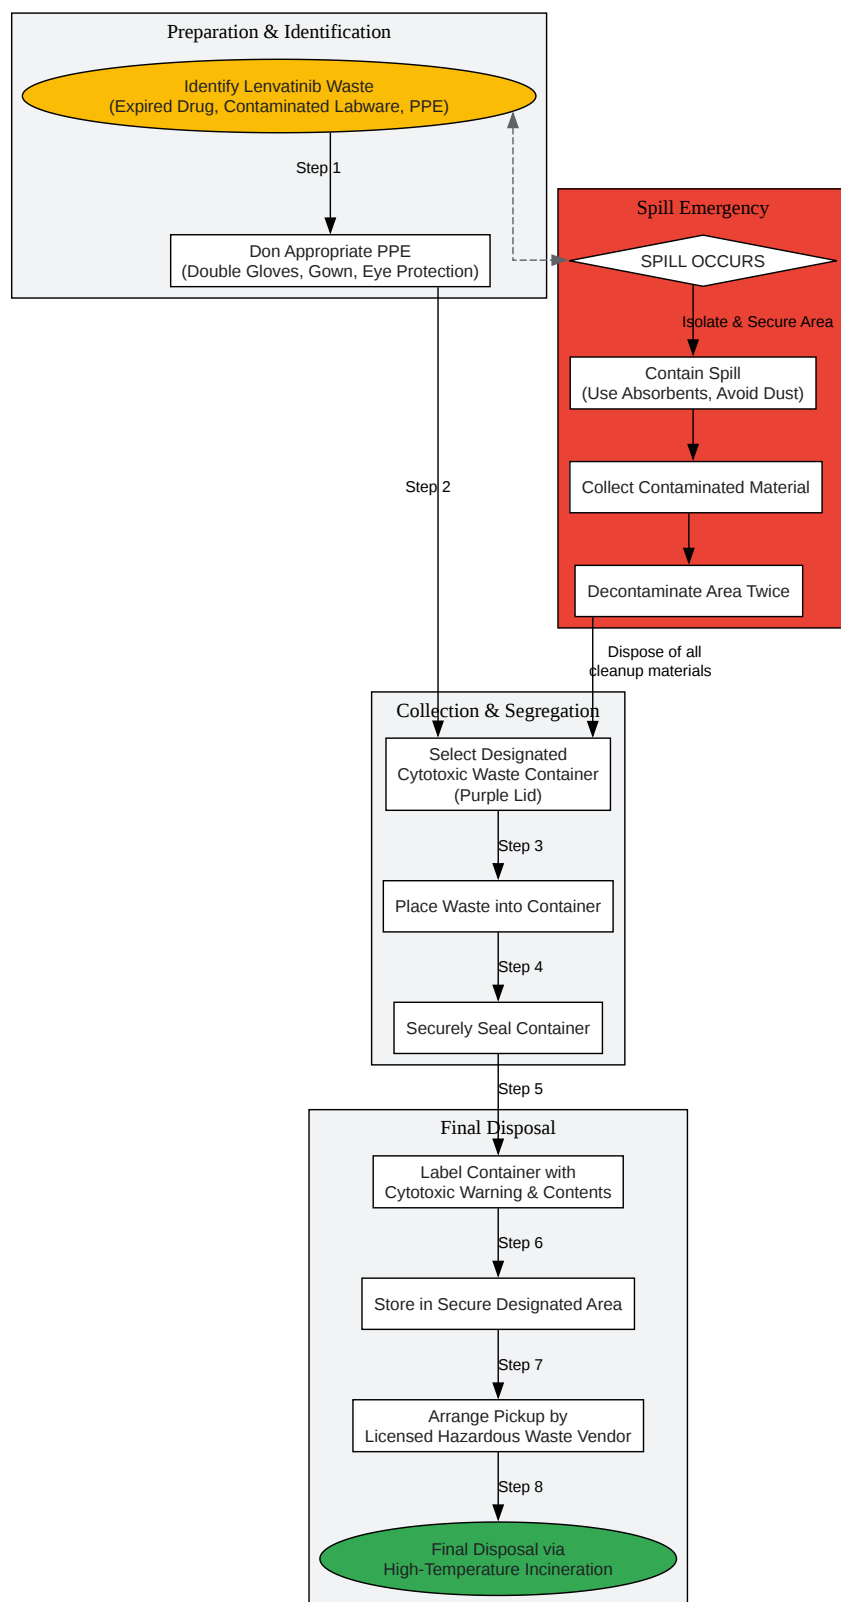 Preparation & Identification
Identify Lenvatinib Waste
(Expired Drug, Contaminated Labware, PPE)
Step 1
Don Appropriate PPE
(Double Gloves, Gown, Eye Protection)
Spill Emergency
SPILL OCCURS
Isolate & Secure Area
Contain Spill
(Use Absorbents, Avoid Dust)
Collect Contaminated Material
Decontaminate Area Twice
Step 2
Dispose of all
cleanup materials
Collection & Segregation
Select Designated
Cytotoxic Waste Container
(Purple Lid)
Step 3
Place Waste into Container
Step 4
Securely Seal Container
Step 5
Final Disposal
Label Container with
Cytotoxic Warning & Contents
Step 6
Store in Secure Designated Area
Step 7
Arrange Pickup by
Licensed Hazardous Waste Vendor
Step 8
Final Disposal via
High-Temperature Incineration